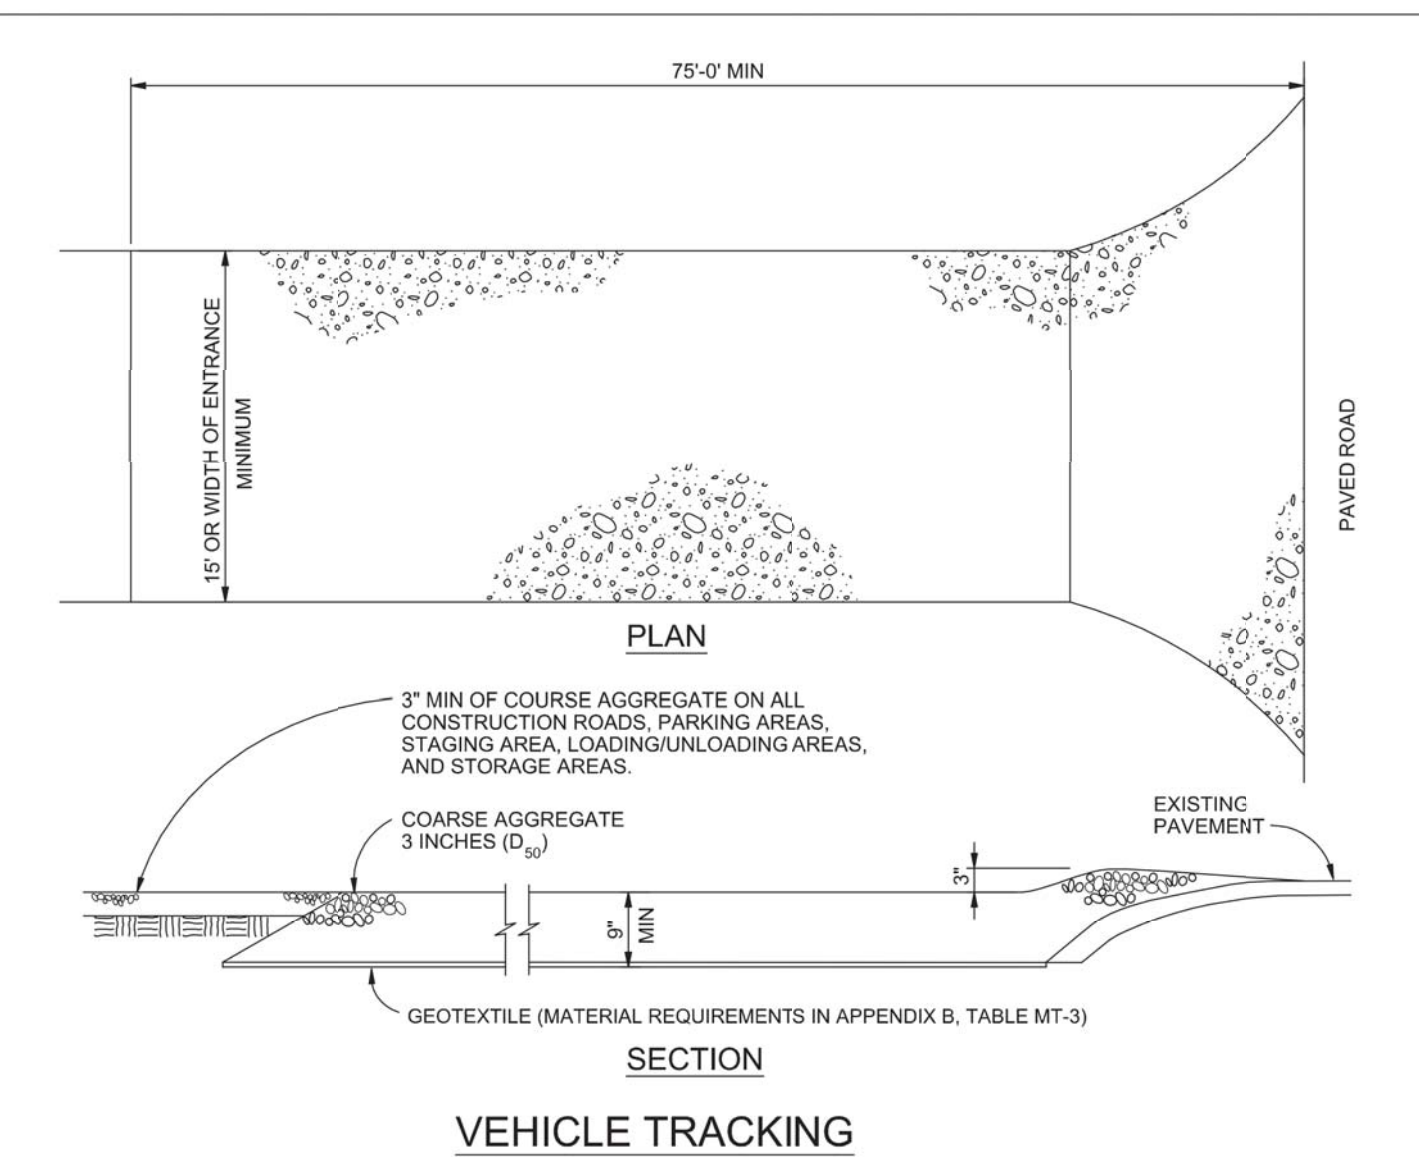 75'-0' MIN
15' OR WIDTH OF ENTRANCE
MINIMUM
PAVED ROAD
PLAN
3" MIN OF COURSE AGGREGATE ON ALL
CONSTRUCTION ROADS, PARKING AREAS,
STAGING AREA, LOADING/UNLOADING AREAS,
AND STORAGE AREAS.
COARSE AGGREGATE
3 INCHES (D50)
EXISTING
PAVEMENT
3"
9"
MIN
GEOTEXTILE (MATERIAL REQUIREMENTS IN APPENDIX B, TABLE MT-3)
SECTION
VEHICLE TRACKING